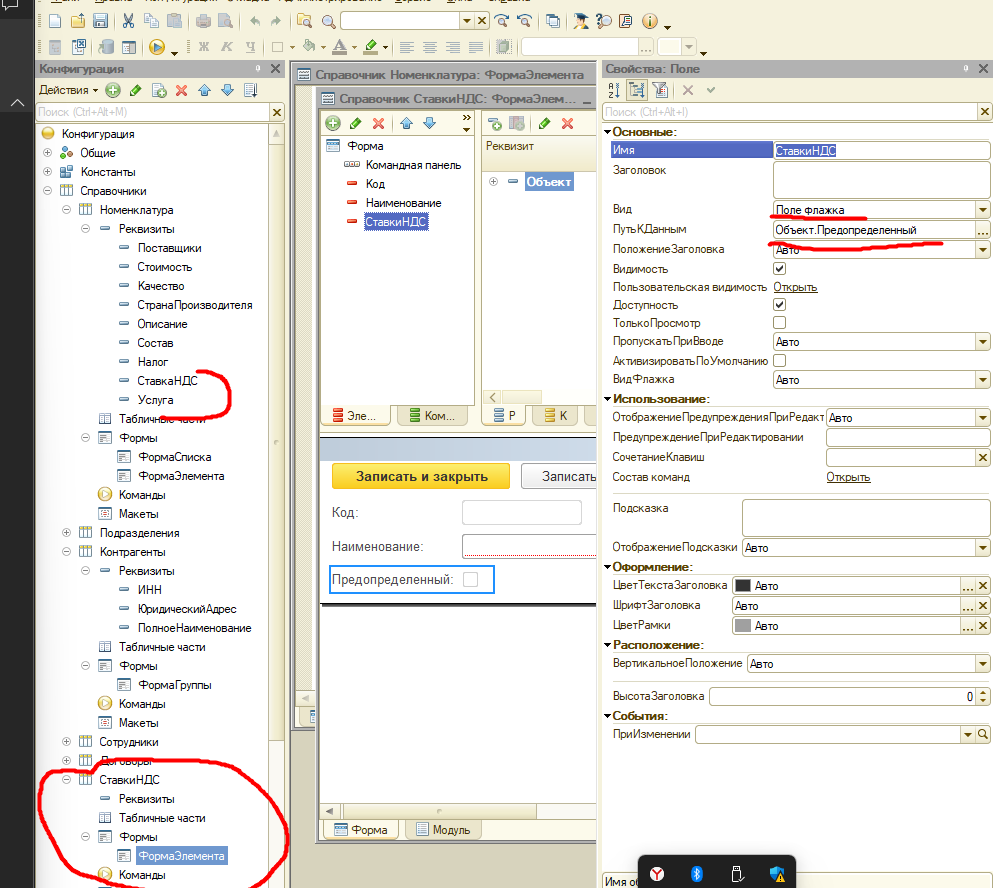 Конфигурация
Действия
Поиск (Ctrl+Alt+M)
Конфигурация
Общие
Константы
Справочники
Номенклатура
Реквизиты
Поставщики
Стоимость
Качество
СтранаПроизводителя
Описание
Состав
Налог
СтавкаНДС
Услуга
Табличные части
Формы
ФормаСписка
ФормаЭлемента
Команды
Макеты
Подразделения
Контрагенты
Реквизиты
ИНН
ЮридическийАдрес
ПолноеНаименование
Табличные части
Формы
ФормаГруппы
Команды
Макеты
Сотрудники
Договоры
СтавкиНДС
Реквизиты
Табличные части
Формы
ФормаЭлемента
Команды
Справочник Номенклатура: ФормаЭлемента
Справочник СтавкиНДС: ФормаЭлем...
Форма
Командная панель
Код
Наименование
СтавкиНДС
Эле...
Ком...
Реквизит
Объект
Р
К
Записать и закрыть
Записать
Код:
Наименование:
Предопределенный:
Форма
Модуль
Свойства: Поле
Поиск (Ctrl+Alt+I)
Основные:
Имя СтавкиНДС
Заголовок
Вид Поле флажка
ПутьКДанным Объект.Предопределенный ...
ПоложениеЗаголовка Авто
Видимость
Пользовательская видимость Открыть
Доступность
ТолькоПросмотр
ПропускатьПриВводе Авто
АктивизироватьПоУмолчанию
ВидФлажка Авто
Использование:
ОтображениеПредупрежденияПриРедакт Авто
ПредупреждениеПриРедактировании
СочетаниеКлавиш
Состав команд Открыть
Подсказка
ОтображениеПодсказки Авто
Оформление:
ЦветТекстаЗаголовка Авто ...
ШрифтЗаголовка Авто ...
ЦветРамки Авто ...
Расположение:
ВертикальноеПоложение Авто
ВысотаЗаголовка 0
События:
ПриИзменении